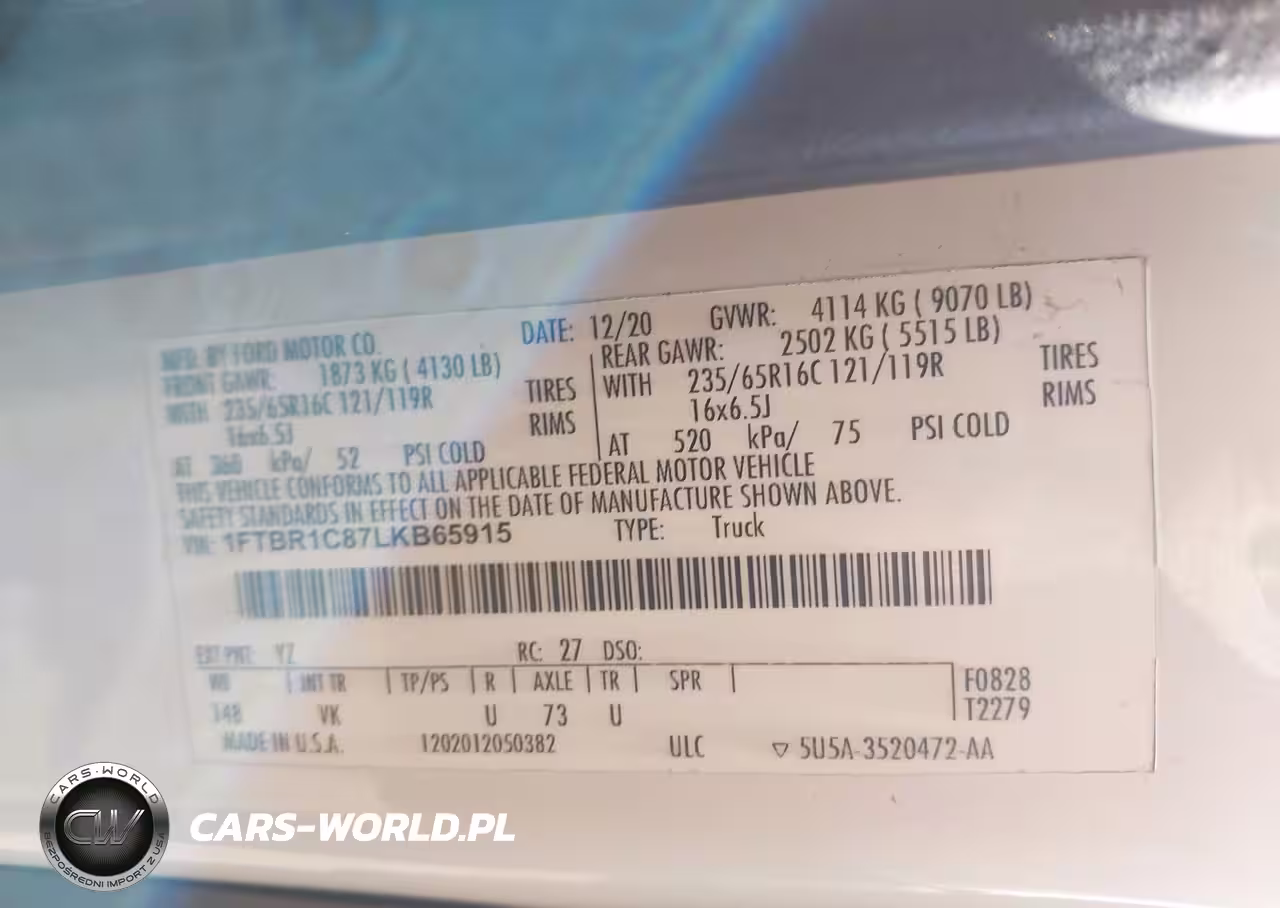 MFD. BY FORD MOTOR CO. DATE: 12/20 GVWR: 4114 KG ( 9070 LB)
FRONT GAWR: 1873 KG ( 4130 LB) REAR GAWR: 2502 KG ( 5515 LB)
WITH 235/65R16C 121/119R TIRES WITH 235/65R16C 121/119R TIRES
16x6.5J RIMS 16x6.5J RIMS
AT 360 kPa/ 52 PSI COLD AT 520 kPa/ 75 PSI COLD
THIS VEHICLE CONFORMS TO ALL APPLICABLE FEDERAL MOTOR VEHICLE
SAFETY STANDARDS IN EFFECT ON THE DATE OF MANUFACTURE SHOWN ABOVE.
VIN: 1FTBR1C87LKB65915 TYPE: Truck
EXT PNT: YZ RC: 27 DSO:
WB INT TR TP/PS R AXLE TR SPR F0828
148 VK U 73 U T2279
MADE IN U.S.A. 1202012050382 ULC ▽ 5U5A-3520472-AA
CARS-WORLD
CW
BEZPOŚREDNI IMPORT Z USA
CARS-WORLD.PL